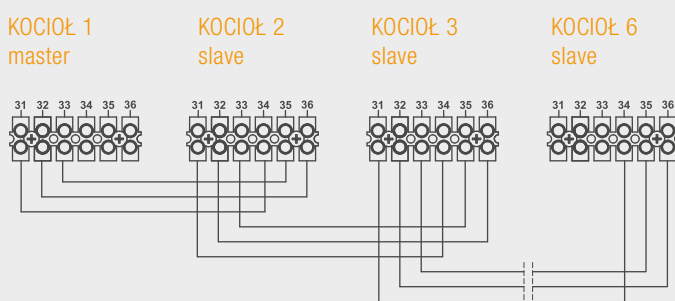 KOCIOŁ 1
master
KOCIOŁ 2
slave
KOCIOŁ 3
slave
KOCIOŁ 6
slave
31 32 33 34 35 36
31 32 33 34 35 36
31 32 33 34 35 36
31 32 33 34 35 36